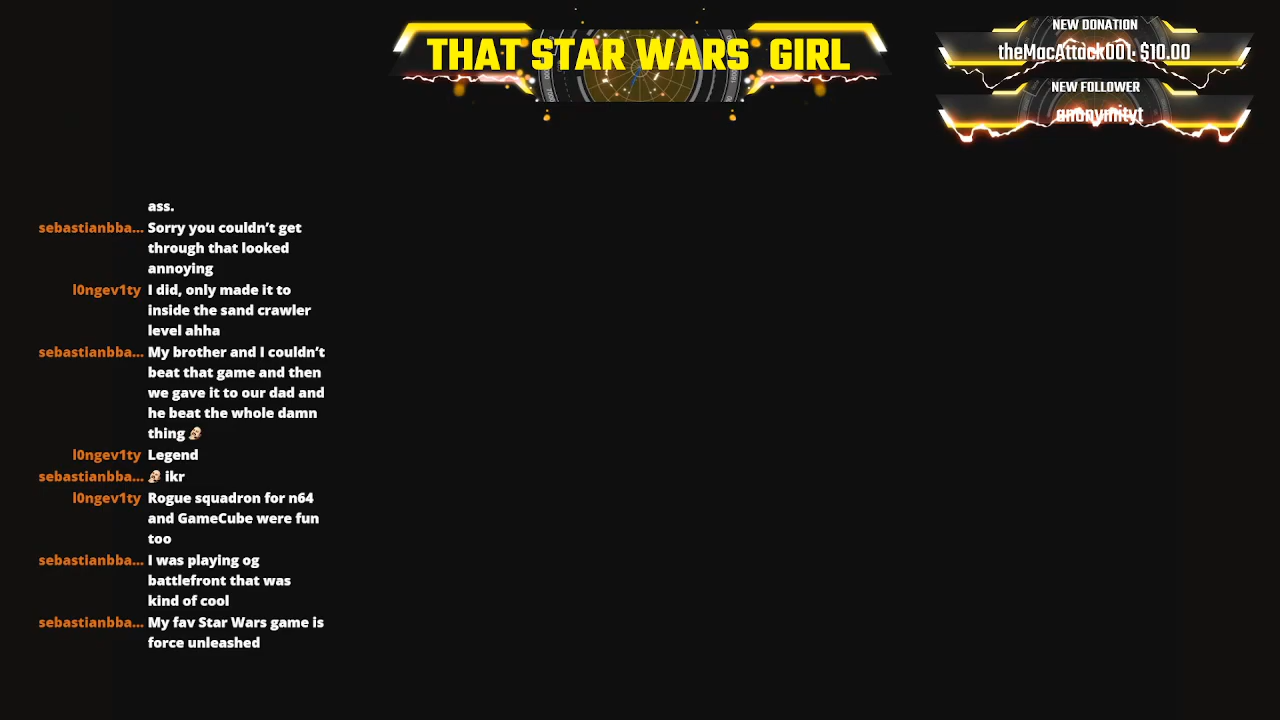 THAT STAR WARS GIRL
NEW DONATION
theMacAttack001: $10.00
NEW FOLLOWER
anonymityt
ass.
sebastianbba... Sorry you couldn't get
through that looked
annoying
l0ngev1ty I did, only made it to
inside the sand crawler
level ahha
sebastianbba... My brother and I couldn't
beat that game and then
we gave it to our dad and
he beat the whole damn
thing
l0ngev1ty Legend
sebastianbba... ikr
l0ngev1ty Rogue squadron for n64
and GameCube were fun
too
sebastianbba... I was playing og
battlefront that was
kind of cool
sebastianbba... My fav Star Wars game is
force unleashed